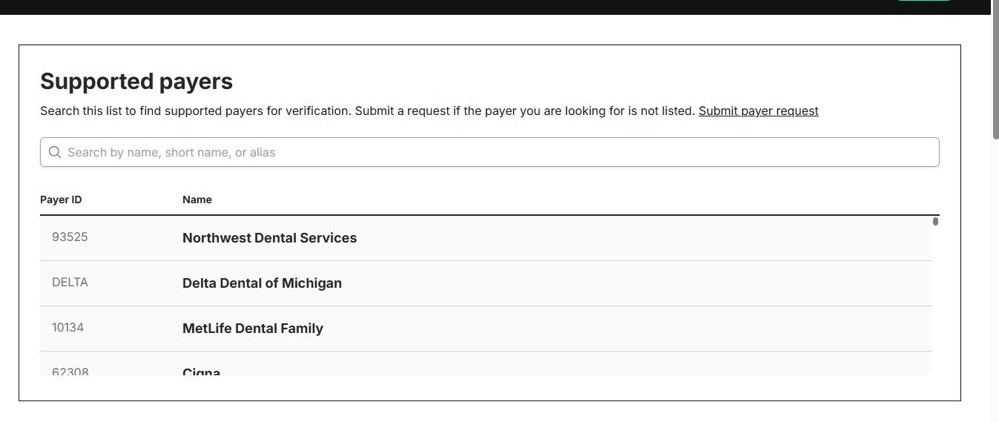 Supported payers
Search this list to find supported payers for verification. Submit a request if the payer you are looking for is not listed. Submit payer request
Search by name, short name, or alias
Payer ID Name
93525 Northwest Dental Services
DELTA Delta Dental of Michigan
10134 MetLife Dental Family
62308 Cigna